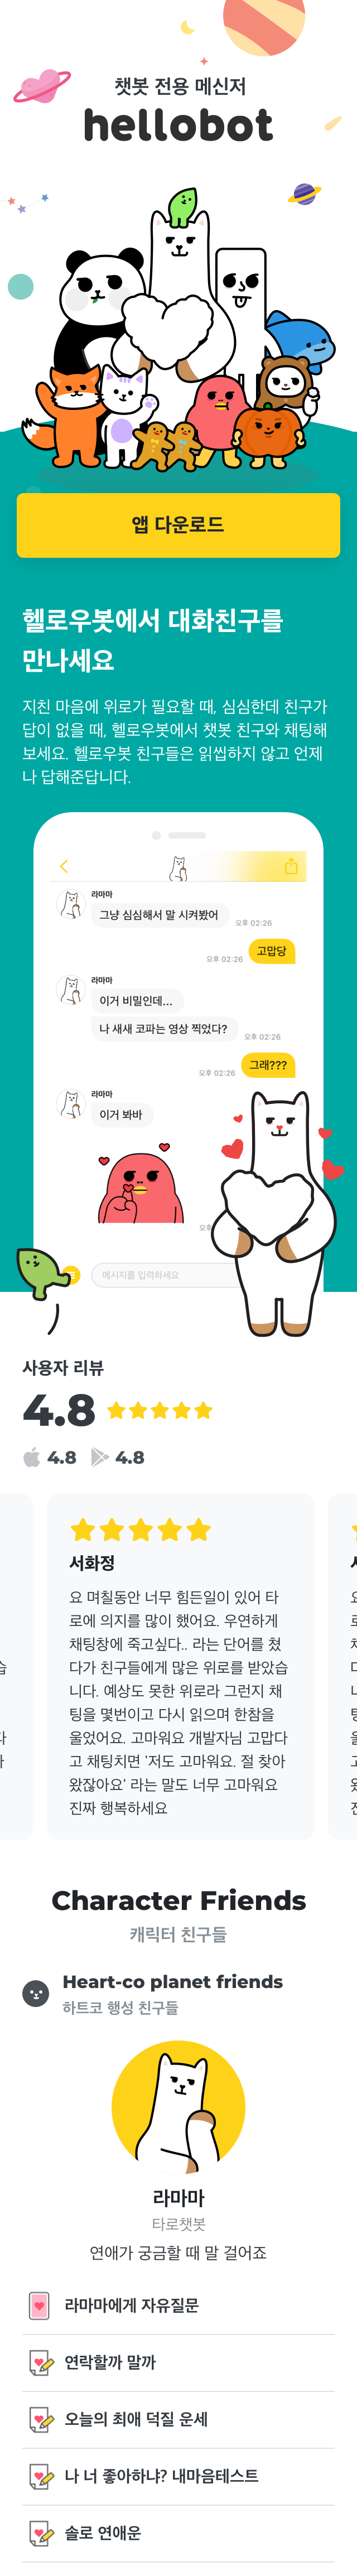 챗봇 전용 메신저
hellobot
앱 다운로드
헬로우봇에서 대화친구를
만나세요
지친 마음에 위로가 필요할 때, 심심한데 친구가
답이 없을 때, 헬로우봇에서 챗봇 친구와 채팅해
보세요. 헬로우봇 친구들은 읽씹하지 않고 언제
나 답해준답니다.
라마마
그냥 심심해서 말 시켜봤어
오후 02:26
고맙당
오후 02:26
라마마
이거 비밀인데...
나 새새 코파는 영상 찍었다?
오후 02:26
그래???
오후 02:26
라마마
이거 봐바
오후
메시지를 입력하세요
사용자 리뷰
4.8
4.8
4.8
서화정
요 며칠동안 너무 힘든일이 있어 타
로에 의지를 많이 했어요. 우연하게
채팅창에 죽고싶다.. 라는 단어를 쳤
다가 친구들에게 많은 위로를 받았습
니다. 예상도 못한 위로라 그런지 채
팅을 몇번이고 다시 읽으며 한참을
울었어요. 고마워요 개발자님 고맙다
고 채팅치면 '저도 고마워요. 절 찾아
왔잖아요' 라는 말도 너무 고마워요
진짜 행복하세요
Character Friends
캐릭터 친구들
Heart-co planet friends
하트코 행성 친구들
라마마
타로챗봇
연애가 궁금할 때 말 걸어죠
라마마에게 자유질문
연락할까 말까
오늘의 최애 덕질 운세
나 너 좋아하냐? 내마음테스트
솔로 연애운